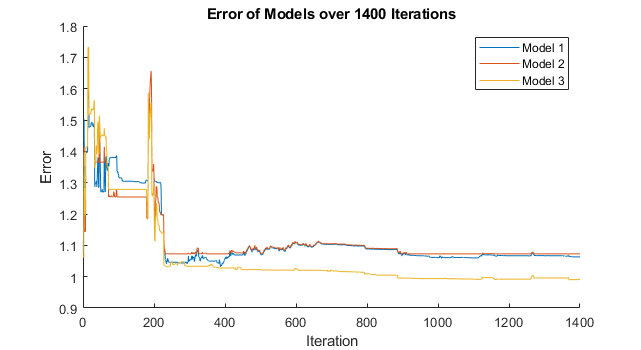 Error of Models over 1400 Iterations
1.8
1.7
1.6
1.5
1.4
1.3
1.2
1.1
1
0.9
Error
Model 1
Model 2
Model 3
0 200 400 600 800 1000 1200 1400
Iteration